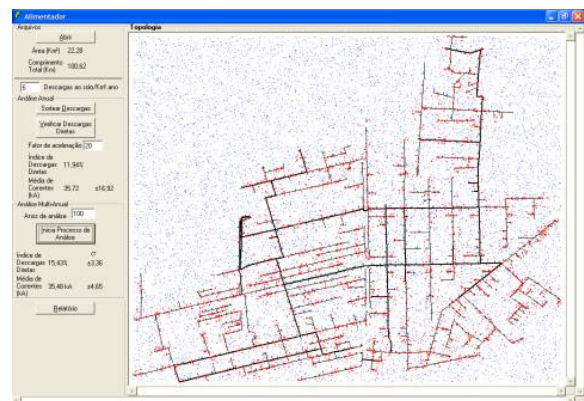 Alimentador
Arquivos
Abrir
Área (Km²) 22,28
Comprimento Total (Km) 100,62
6 Descargas ao solo/Km².ano
Análise Anual
Sortear Descargas
Verificar Descargas Diretas
Fator de aceleração 20
Índice de Descargas Diretas 11,94%
Média de Correntes (kA) 35,72 ±16,92
Análise Multi-Anual
Anos de análise 100
Inicia Processo de Análise
σ
Índice de Descargas Diretas 15,43% ±3,36
Média de Correntes (kA) 35,48 kA ±4,65
Relatório
Topologia